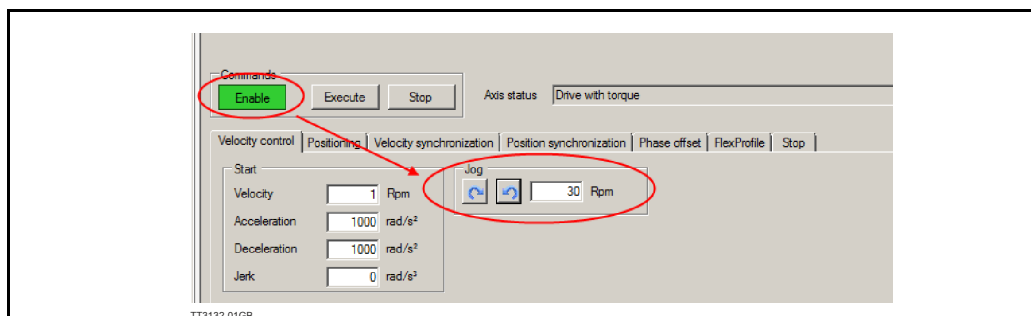 Commands
Enable Execute Stop Axis status Drive with torque
Velocity control Positioning Velocity synchronization Position synchronization Phase offset FlexProfile Stop
Start Jog
Velocity 1 Rpm 30 Rpm
Acceleration 1000 rad/s²
Deceleration 1000 rad/s²
Jerk 0 rad/s³
TT3132.01GB